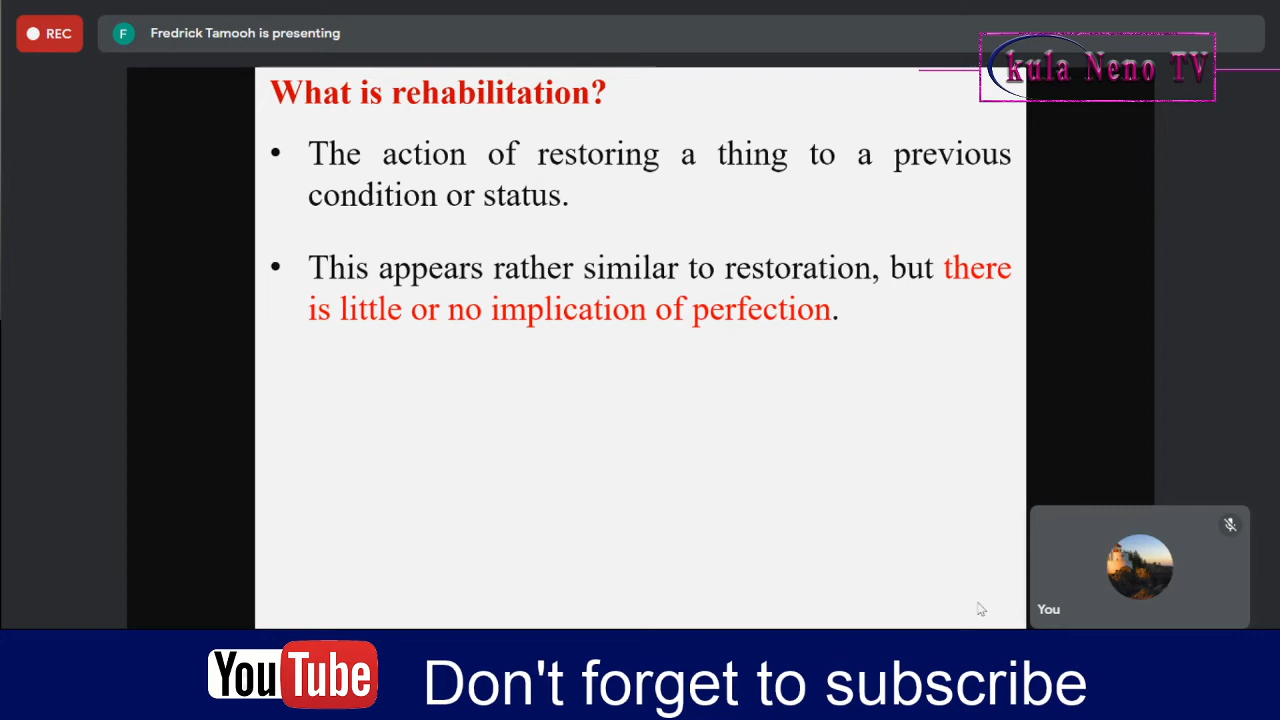 REC
F
Fredrick Tamooh is presenting
kula Neno TV
What is rehabilitation?
• The action of restoring a thing to a previous
condition or status.
• This appears rather similar to restoration, but there
is little or no implication of perfection.
You
YouTube
Don't forget to subscribe